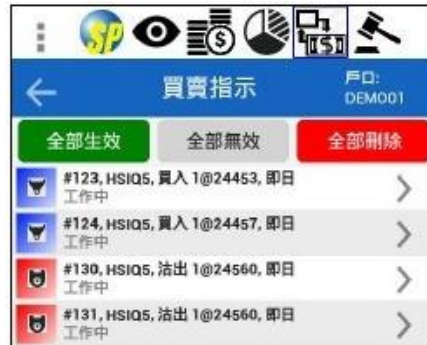 SP
買賣指示
戶口:
DEMO01
全部生效
全部無效
全部刪除
#123, HSIQ5, 買入 1@24453, 即日
工作中
#124, HSIQ5, 買入 1@24457, 即日
工作中
#130, HSIQ5, 沽出 1@24560, 即日
工作中
#131, HSIQ5, 沽出 1@24560, 即日
工作中